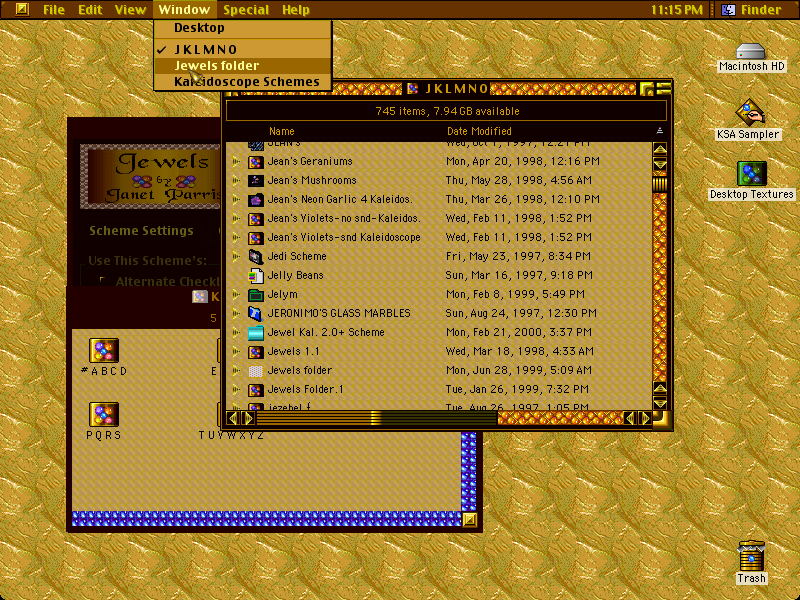 File Edit View Window Special Help 11:15 PM Finder
Desktop
✓ JKLMNO
Jewels folder
Kaleidoscope Schemes
JKLMNO
745 items, 7.94 GB available
Name Date Modified
JEAN's Wed, Oct 1, 1997, 12:21 PM
Jean's Geraniums Mon, Apr 20, 1998, 12:16 PM
Jean's Mushrooms Thu, May 28, 1998, 4:56 AM
Jean's Neon Garlic 4 Kaleidos. Thu, Mar 26, 1998, 12:10 PM
Jean's Violets-no snd-Kaleidos. Wed, Feb 11, 1998, 1:52 PM
Jean's Violets-snd Kaleidoscope Wed, Feb 11, 1998, 1:52 PM
Jedi Scheme Fri, May 23, 1997, 8:34 PM
Jelly Beans Sun, Mar 16, 1997, 9:18 PM
Jelym Mon, Feb 8, 1999, 5:49 PM
JERONIMO'S GLASS MARBLES Sun, Aug 24, 1997, 12:30 PM
Jewel Kal. 2.0+ Scheme Mon, Feb 21, 2000, 3:37 PM
Jewels 1.1 Wed, Mar 18, 1998, 4:33 AM
Jewels folder Mon, Jun 28, 1999, 5:09 AM
Jewels Folder.1 Tue, Jan 26, 1999, 7:32 PM
jezebel f Tue, Aug 26, 1997, 1:05 PM
Jewels
by
Janet Parris
Scheme Settings
Use This Scheme's:
Alternate Checkb
K
5
#ABCD
E
PQRS
TUVWXYZ
Macintosh HD
KSA Sampler
Desktop Textures
Trash